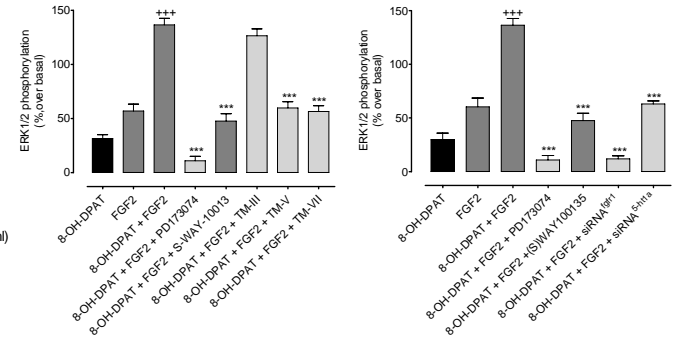 ERK1/2 phosphorylation
(%,over basal)
150
100
50
0
+++
***
***
***
***
8-OH-DPAT
FGF2
8-OH-DPAT + FGF2
8-OH-DPAT + FGF2 + PD173074
8-OH-DPAT + FGF2 + S-WAY-10013
8-OH-DPAT + FGF2 + TM-III
8-OH-DPAT + FGF2 + TM-V
8-OH-DPAT + FGF2 + TM-VII
ERK1/2 phosphorylation
(% over basal)
150
100
50
0
+++
***
***
***
***
8-OH-DPAT
FGF2
8-OH-DPAT + FGF2
8-OH-DPAT + FGF2 + PD173074
8-OH-DPAT + FGF2 +(S)WAY100135
8-OH-DPAT + FGF2 + siRNA fgfr1
8-OH-DPAT + FGF2 + siRNA 5-ht1a